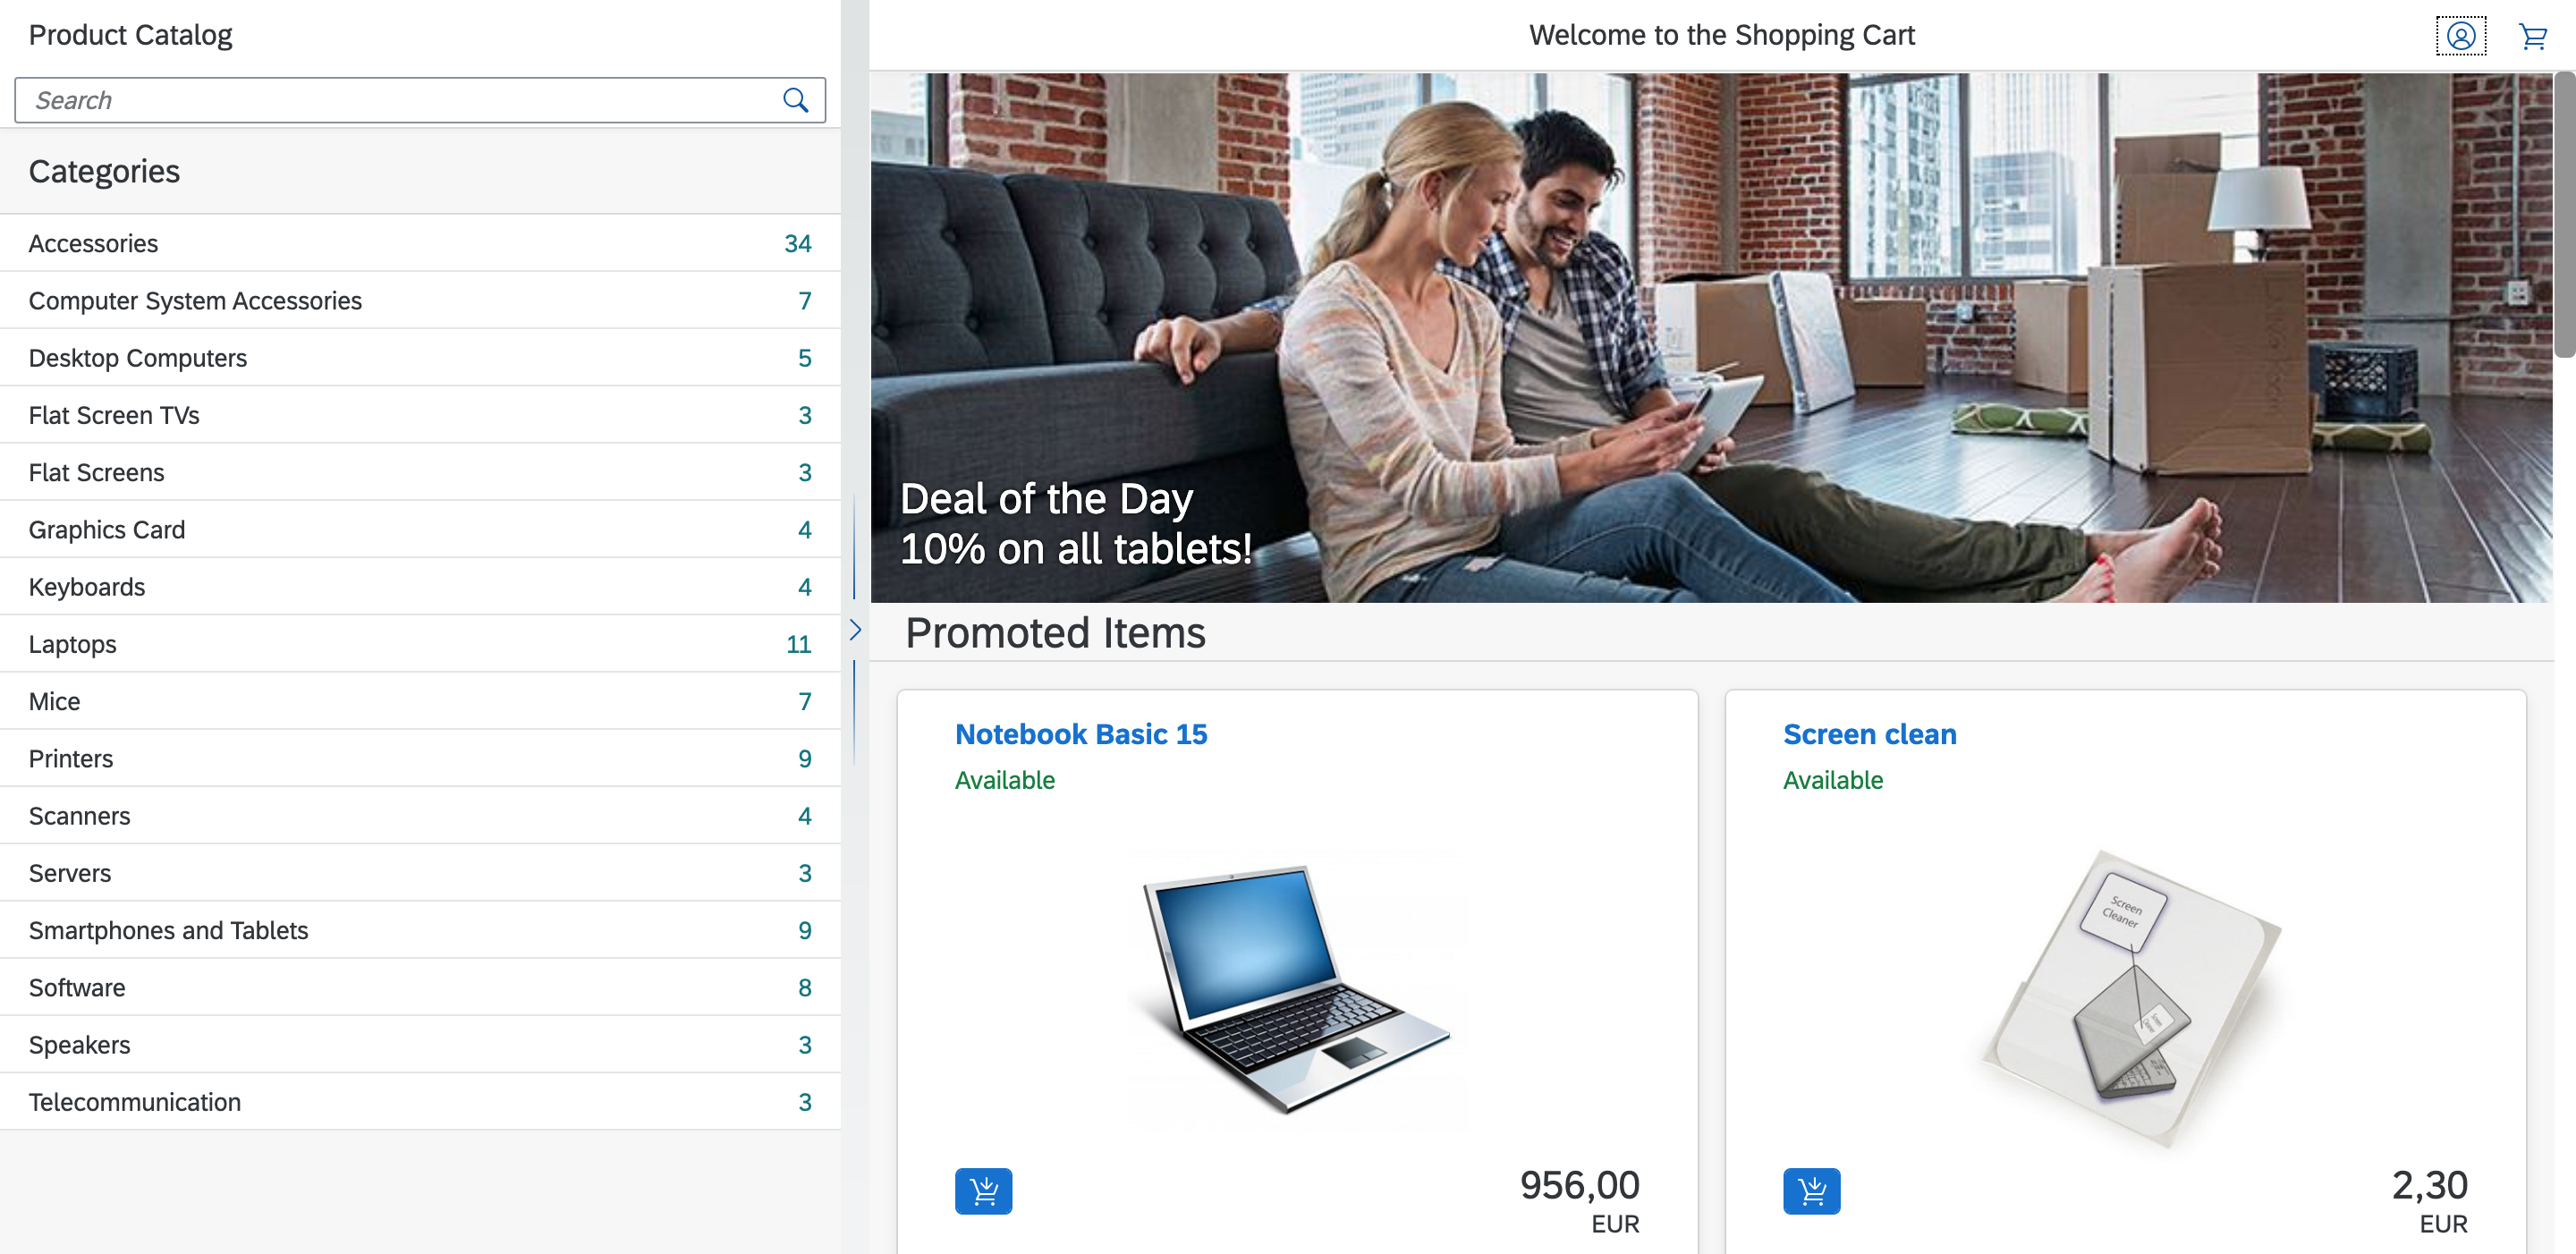 Product Catalog
Search
Categories
Accessories 34
Computer System Accessories 7
Desktop Computers 5
Flat Screen TVs 3
Flat Screens 3
Graphics Card 4
Keyboards 4
Laptops 11
Mice 7
Printers 9
Scanners 4
Servers 3
Smartphones and Tablets 9
Software 8
Speakers 3
Telecommunication 3
Welcome to the Shopping Cart
Deal of the Day
10% on all tablets!
Promoted Items
Notebook Basic 15
Available
956,00
EUR
Screen clean
Available
Screen
Cleaner
Screen
Cleaner
2,30
EUR